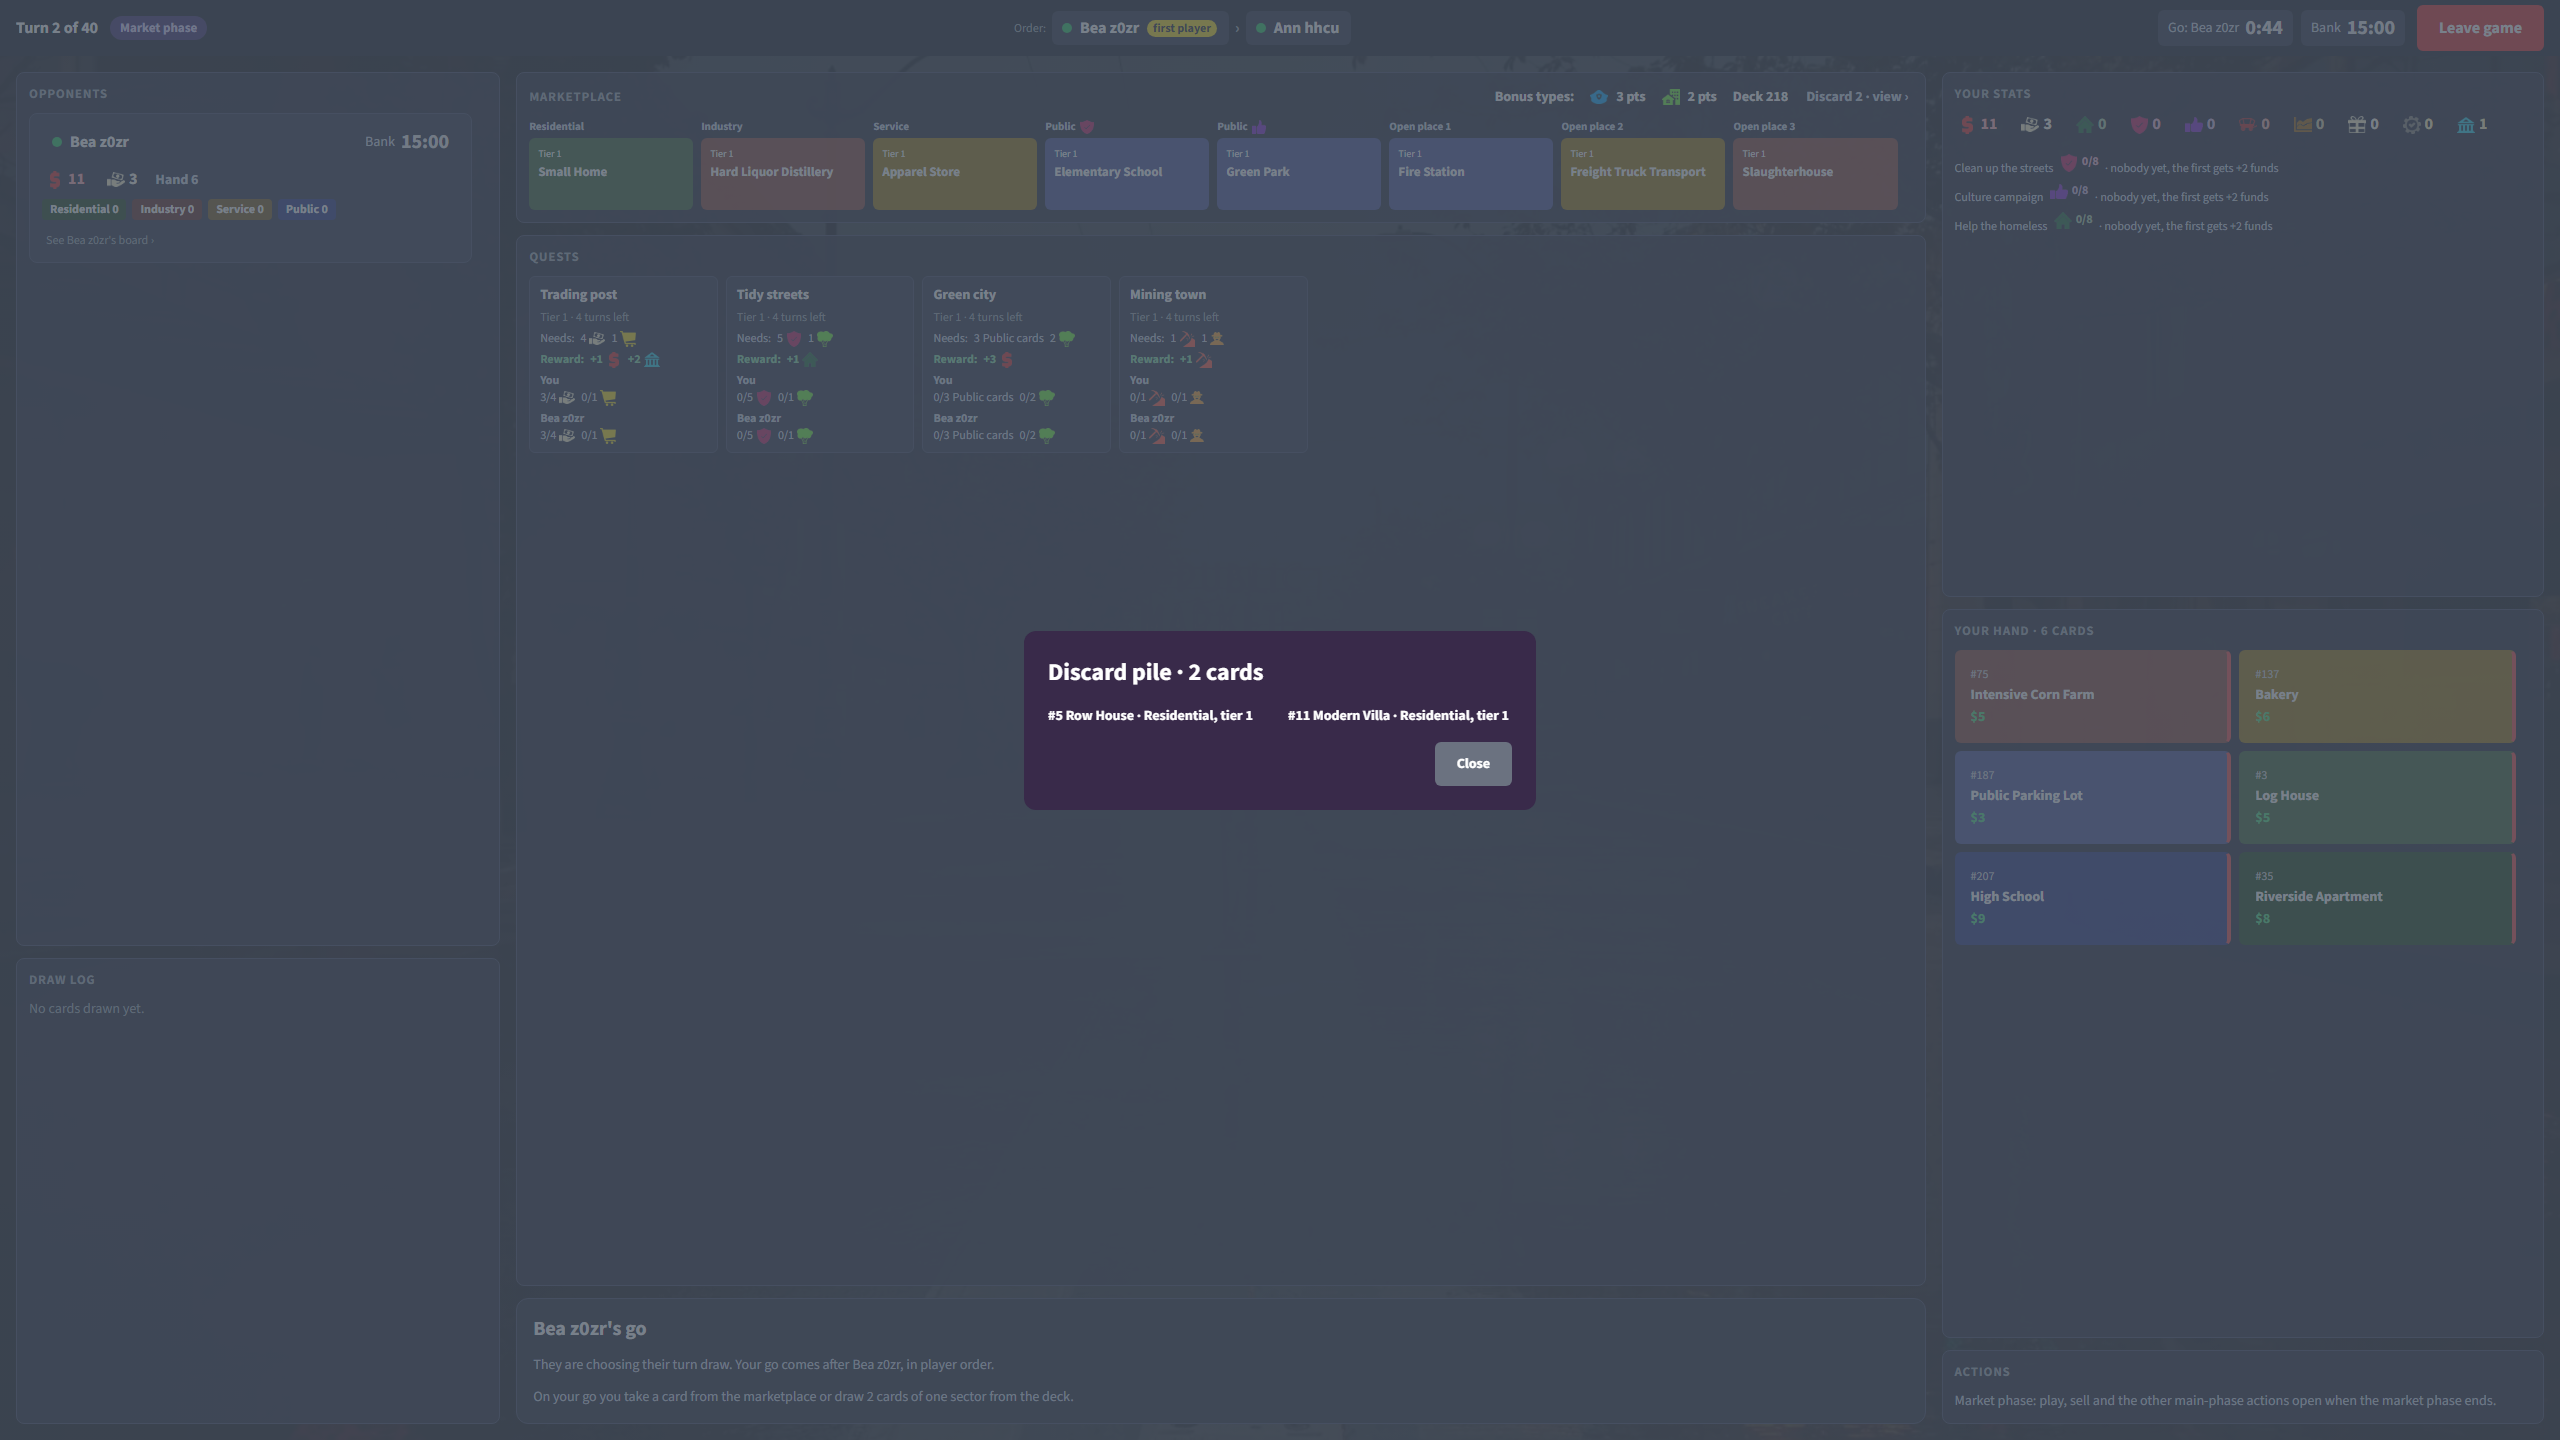 Turn 2 of 40 Market phase
Order: Bea z0zr first player › Ann hhcu
Go: Bea z0zr 0:44 Bank 15:00 Leave game
OPPONENTS
Bea z0zr Bank 15:00
11 3 Hand 6
Residential 0 Industry 0 Service 0 Public 0
See Bea z0zr's board ›
DRAW LOG
No cards drawn yet.
MARKETPLACE
Bonus types: 3 pts 2 pts Deck 218 Discard 2 · view ›
Residential Industry Service Public Public Open place 1 Open place 2 Open place 3
Tier 1 Tier 1 Tier 1 Tier 1 Tier 1 Tier 1 Tier 1 Tier 1
Small Home Hard Liquor Distillery Apparel Store Elementary School Green Park Fire Station Freight Truck Transport Slaughterhouse
QUESTS
Trading post
Tier 1 · 4 turns left
Needs: 4 1
Reward: +1 +2
You
3/4 0/1
Bea z0zr
3/4 0/1
Tidy streets
Tier 1 · 4 turns left
Needs: 5 1
Reward: +1
You
0/5 0/1
Bea z0zr
0/5 0/1
Green city
Tier 1 · 4 turns left
Needs: 3 Public cards 2
Reward: +3
You
0/3 Public cards 0/2
Bea z0zr
0/3 Public cards 0/2
Mining town
Tier 1 · 4 turns left
Needs: 1 1
Reward: +1
You
0/1 0/1
Bea z0zr
0/1 0/1
Discard pile · 2 cards
#5 Row House · Residential, tier 1 #11 Modern Villa · Residential, tier 1
Close
Bea z0zr's go
They are choosing their turn draw. Your go comes after Bea z0zr, in player order.
On your go you take a card from the marketplace or draw 2 cards of one sector from the deck.
YOUR STATS
$ 11 3 0 0 0 0 0 0 0 1
Clean up the streets 0/8 · nobody yet, the first gets +2 funds
Culture campaign 0/8 · nobody yet, the first gets +2 funds
Help the homeless 0/8 · nobody yet, the first gets +2 funds
YOUR HAND · 6 CARDS
#75
Intensive Corn Farm
$5
#137
Bakery
$6
#187
Public Parking Lot
$3
#3
Log House
$5
#207
High School
$9
#35
Riverside Apartment
$8
ACTIONS
Market phase: play, sell and the other main-phase actions open when the market phase ends.